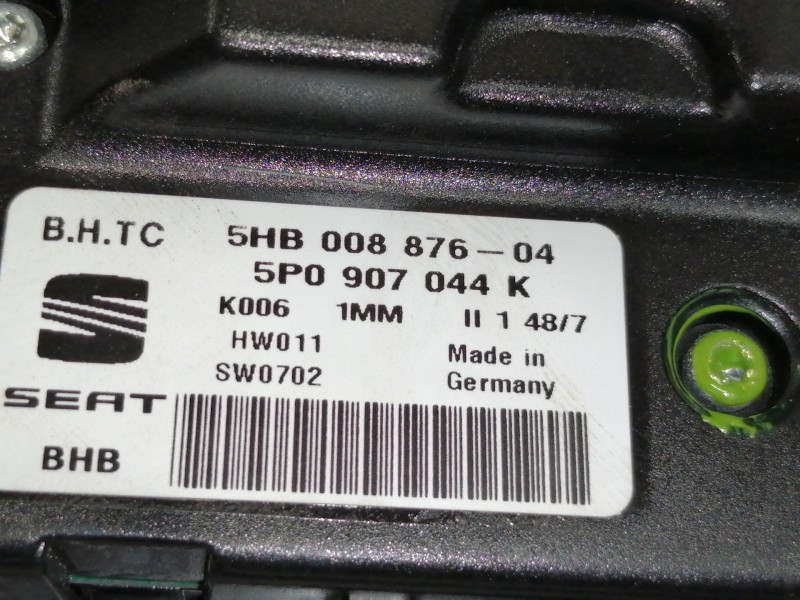 B.H.TC 5HB 008 876-04
5P0 907 044 K
K006 1MM II 1 48/7
HW011 Made in
SW0702 Germany
SEAT
BHB